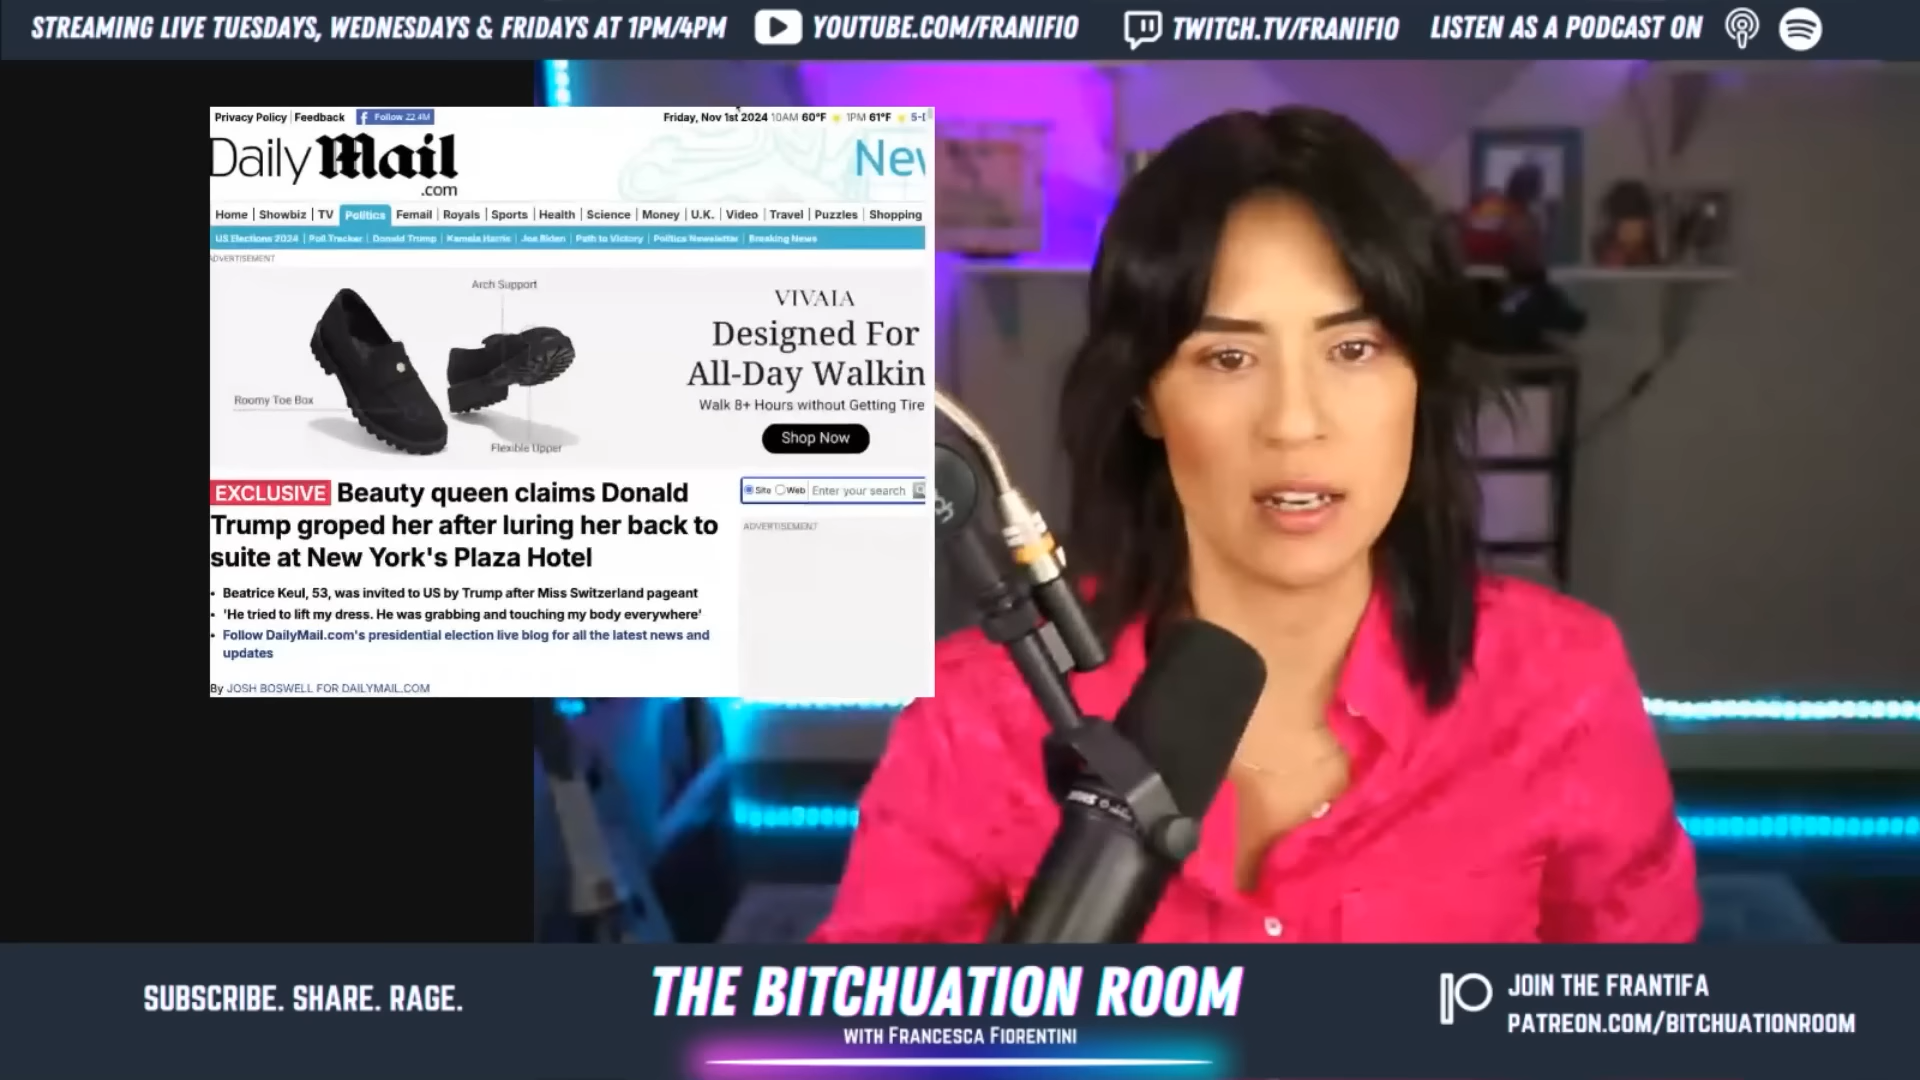 STREAMING LIVE TUESDAYS, WEDNESDAYS & FRIDAYS AT 1PM/4PM YOUTUBE.COM/FRANIFIO TWITCH.TV/FRANIFIO LISTEN AS A PODCAST ON
Privacy Policy | Feedback Follow 22.4M Friday, Nov 1st 2024 10AM 60°F 1PM 61°F
Daily Mail
.com
Home | Showbiz | TV | Politics | Femail | Royals | Sports | Health | Science | Money | U.K. | Video | Travel | Puzzles | Shopping
US Elections 2024 | Poll Tracker | Donald Trump | Kamala Harris | Joe Biden | Path to Victory | Politics Newsletter | Breaking News
ADVERTISEMENT
Arch Support
Roomy Toe Box
Flexible Upper
VIVAIA
Designed For
All-Day Walkin
Walk 8+ Hours without Getting Tire
Shop Now
EXCLUSIVE Beauty queen claims Donald
Trump groped her after luring her back to
suite at New York's Plaza Hotel
• Beatrice Keul, 53, was invited to US by Trump after Miss Switzerland pageant
• 'He tried to lift my dress. He was grabbing and touching my body everywhere'
• Follow DailyMail.com's presidential election live blog for all the latest news and
updates
By JOSH BOSWELL FOR DAILYMAIL.COM
Site Web Enter your search
ADVERTISEMENT
SUBSCRIBE. SHARE. RAGE.
THE BITCHUATION ROOM
WITH FRANCESCA FIORENTINI
JOIN THE FRANTIFA
PATREON.COM/BITCHUATIONROOM